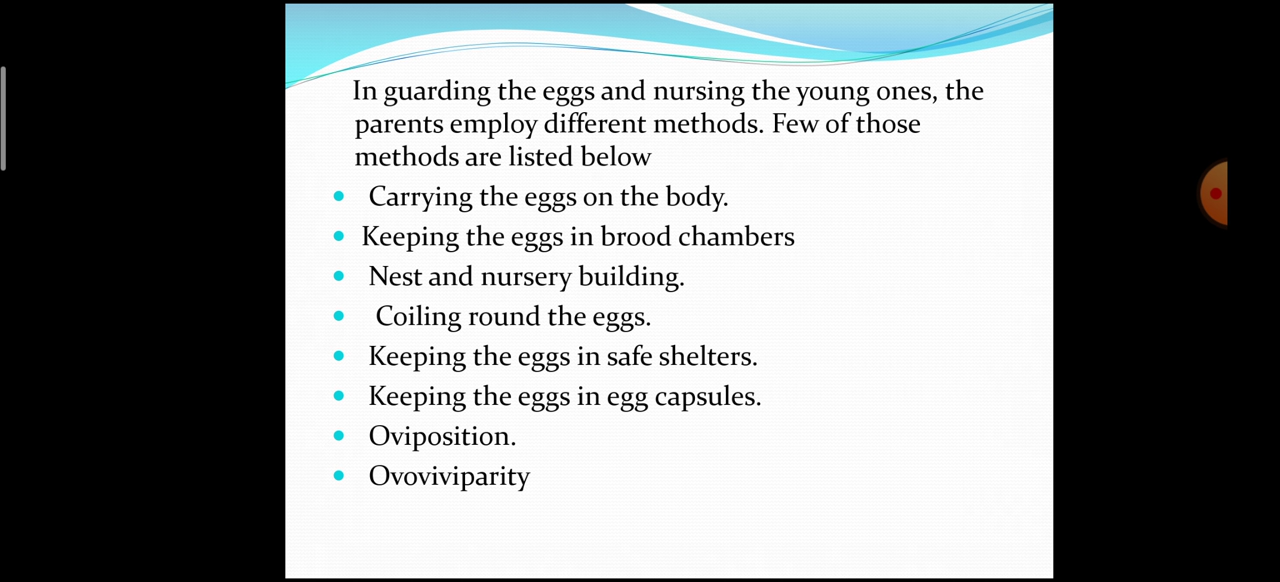 In guarding the eggs and nursing the young ones, the
parents employ different methods. Few of those
methods are listed below
• Carrying the eggs on the body.
• Keeping the eggs in brood chambers
• Nest and nursery building.
• Coiling round the eggs.
• Keeping the eggs in safe shelters.
• Keeping the eggs in egg capsules.
• Oviposition.
• Ovoviviparity